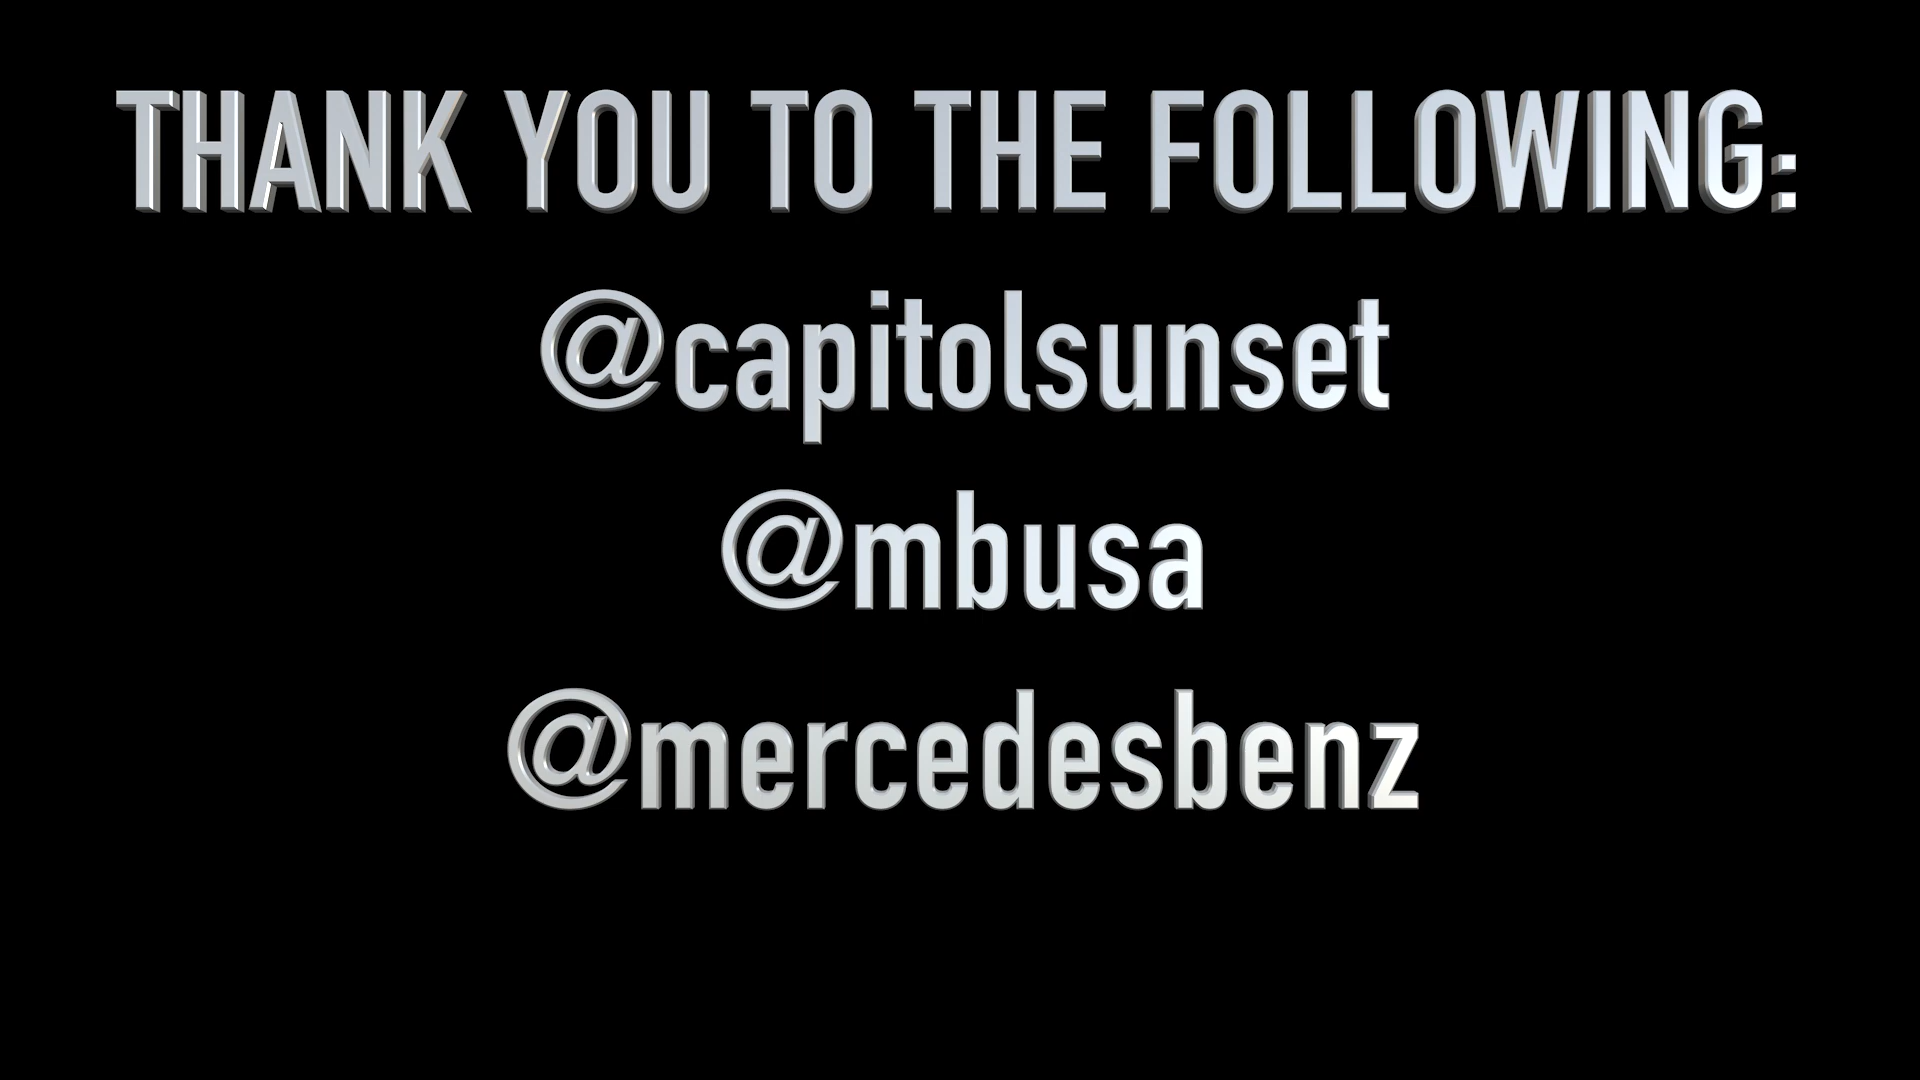 THANK YOU TO THE FOLLOWING:
@capitolsunset
@mbusa
@mercedesbenz